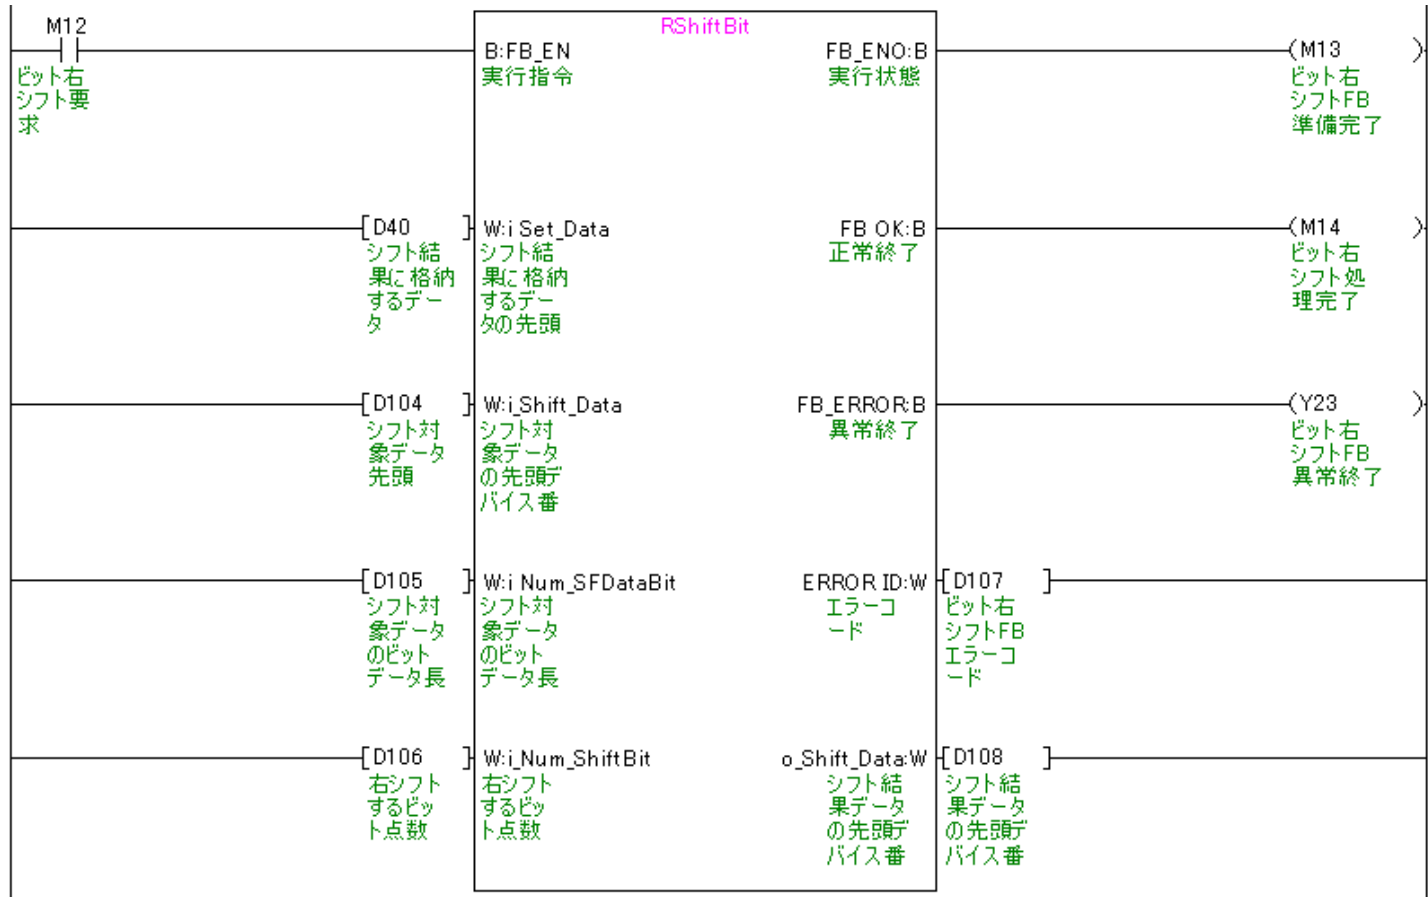 RShiftBit
M12
ビット右
シフト要
求
B:FB_EN
実行指令
FB_ENO:B
実行状態
(M13 )
ビット右
シフトFB
準備完了
[D40 ]
シフト結
果に格納
するデー
タ
W:i Set_Data
シフト結
果に格納
するデー
タの先頭
FB OK:B
正常終了
(M14 )
ビット右
シフト処
理完了
[D104 ]
シフト対
象データ
先頭
W:i_Shift_Data
シフト対
象データ
の先頭デ
バイス番
FB_ERROR:B
異常終了
(Y23 )
ビット右
シフトFB
異常終了
[D105 ]
シフト対
象データ
のビット
データ長
W:i Num_SFDataBit
シフト対
象データ
のビット
データ長
ERROR ID:W
エラーコ
ード
[D107 ]
ビット右
シフトFB
エラーコ
ード
[D106 ]
右シフト
するビッ
ト点数
W:i_Num_ShiftBit
右シフト
するビッ
ト点数
o_Shift_Data:W
シフト結
果データ
の先頭デ
バイス番
[D108 ]
シフト結
果データ
の先頭デ
バイス番